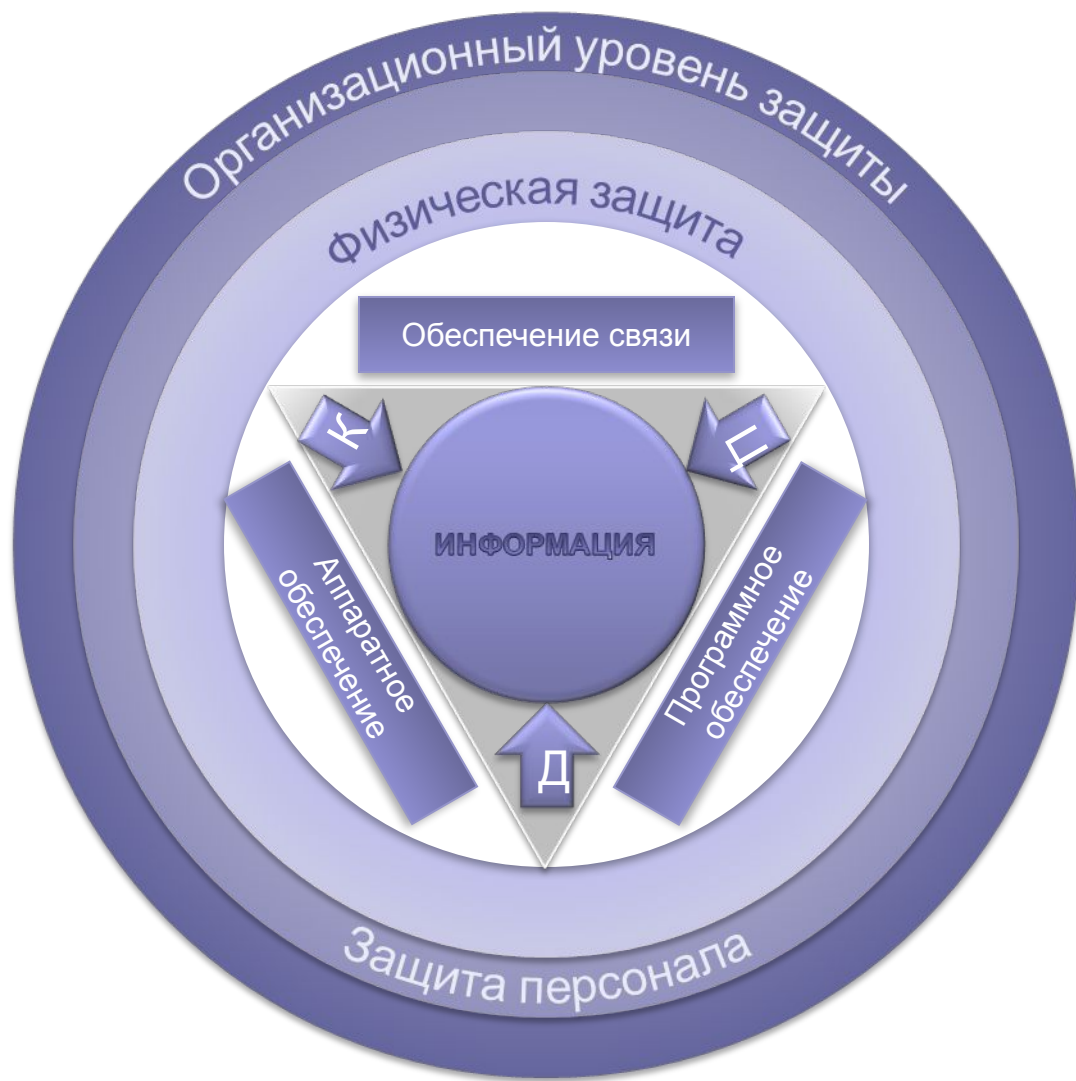 Организационный уровень защиты
Физическая защита
Обеспечение связи
К
Ц
ИНФОРМАЦИЯ
Аппаратное
обеспечение
Программное
обеспечение
Д
Защита персонала